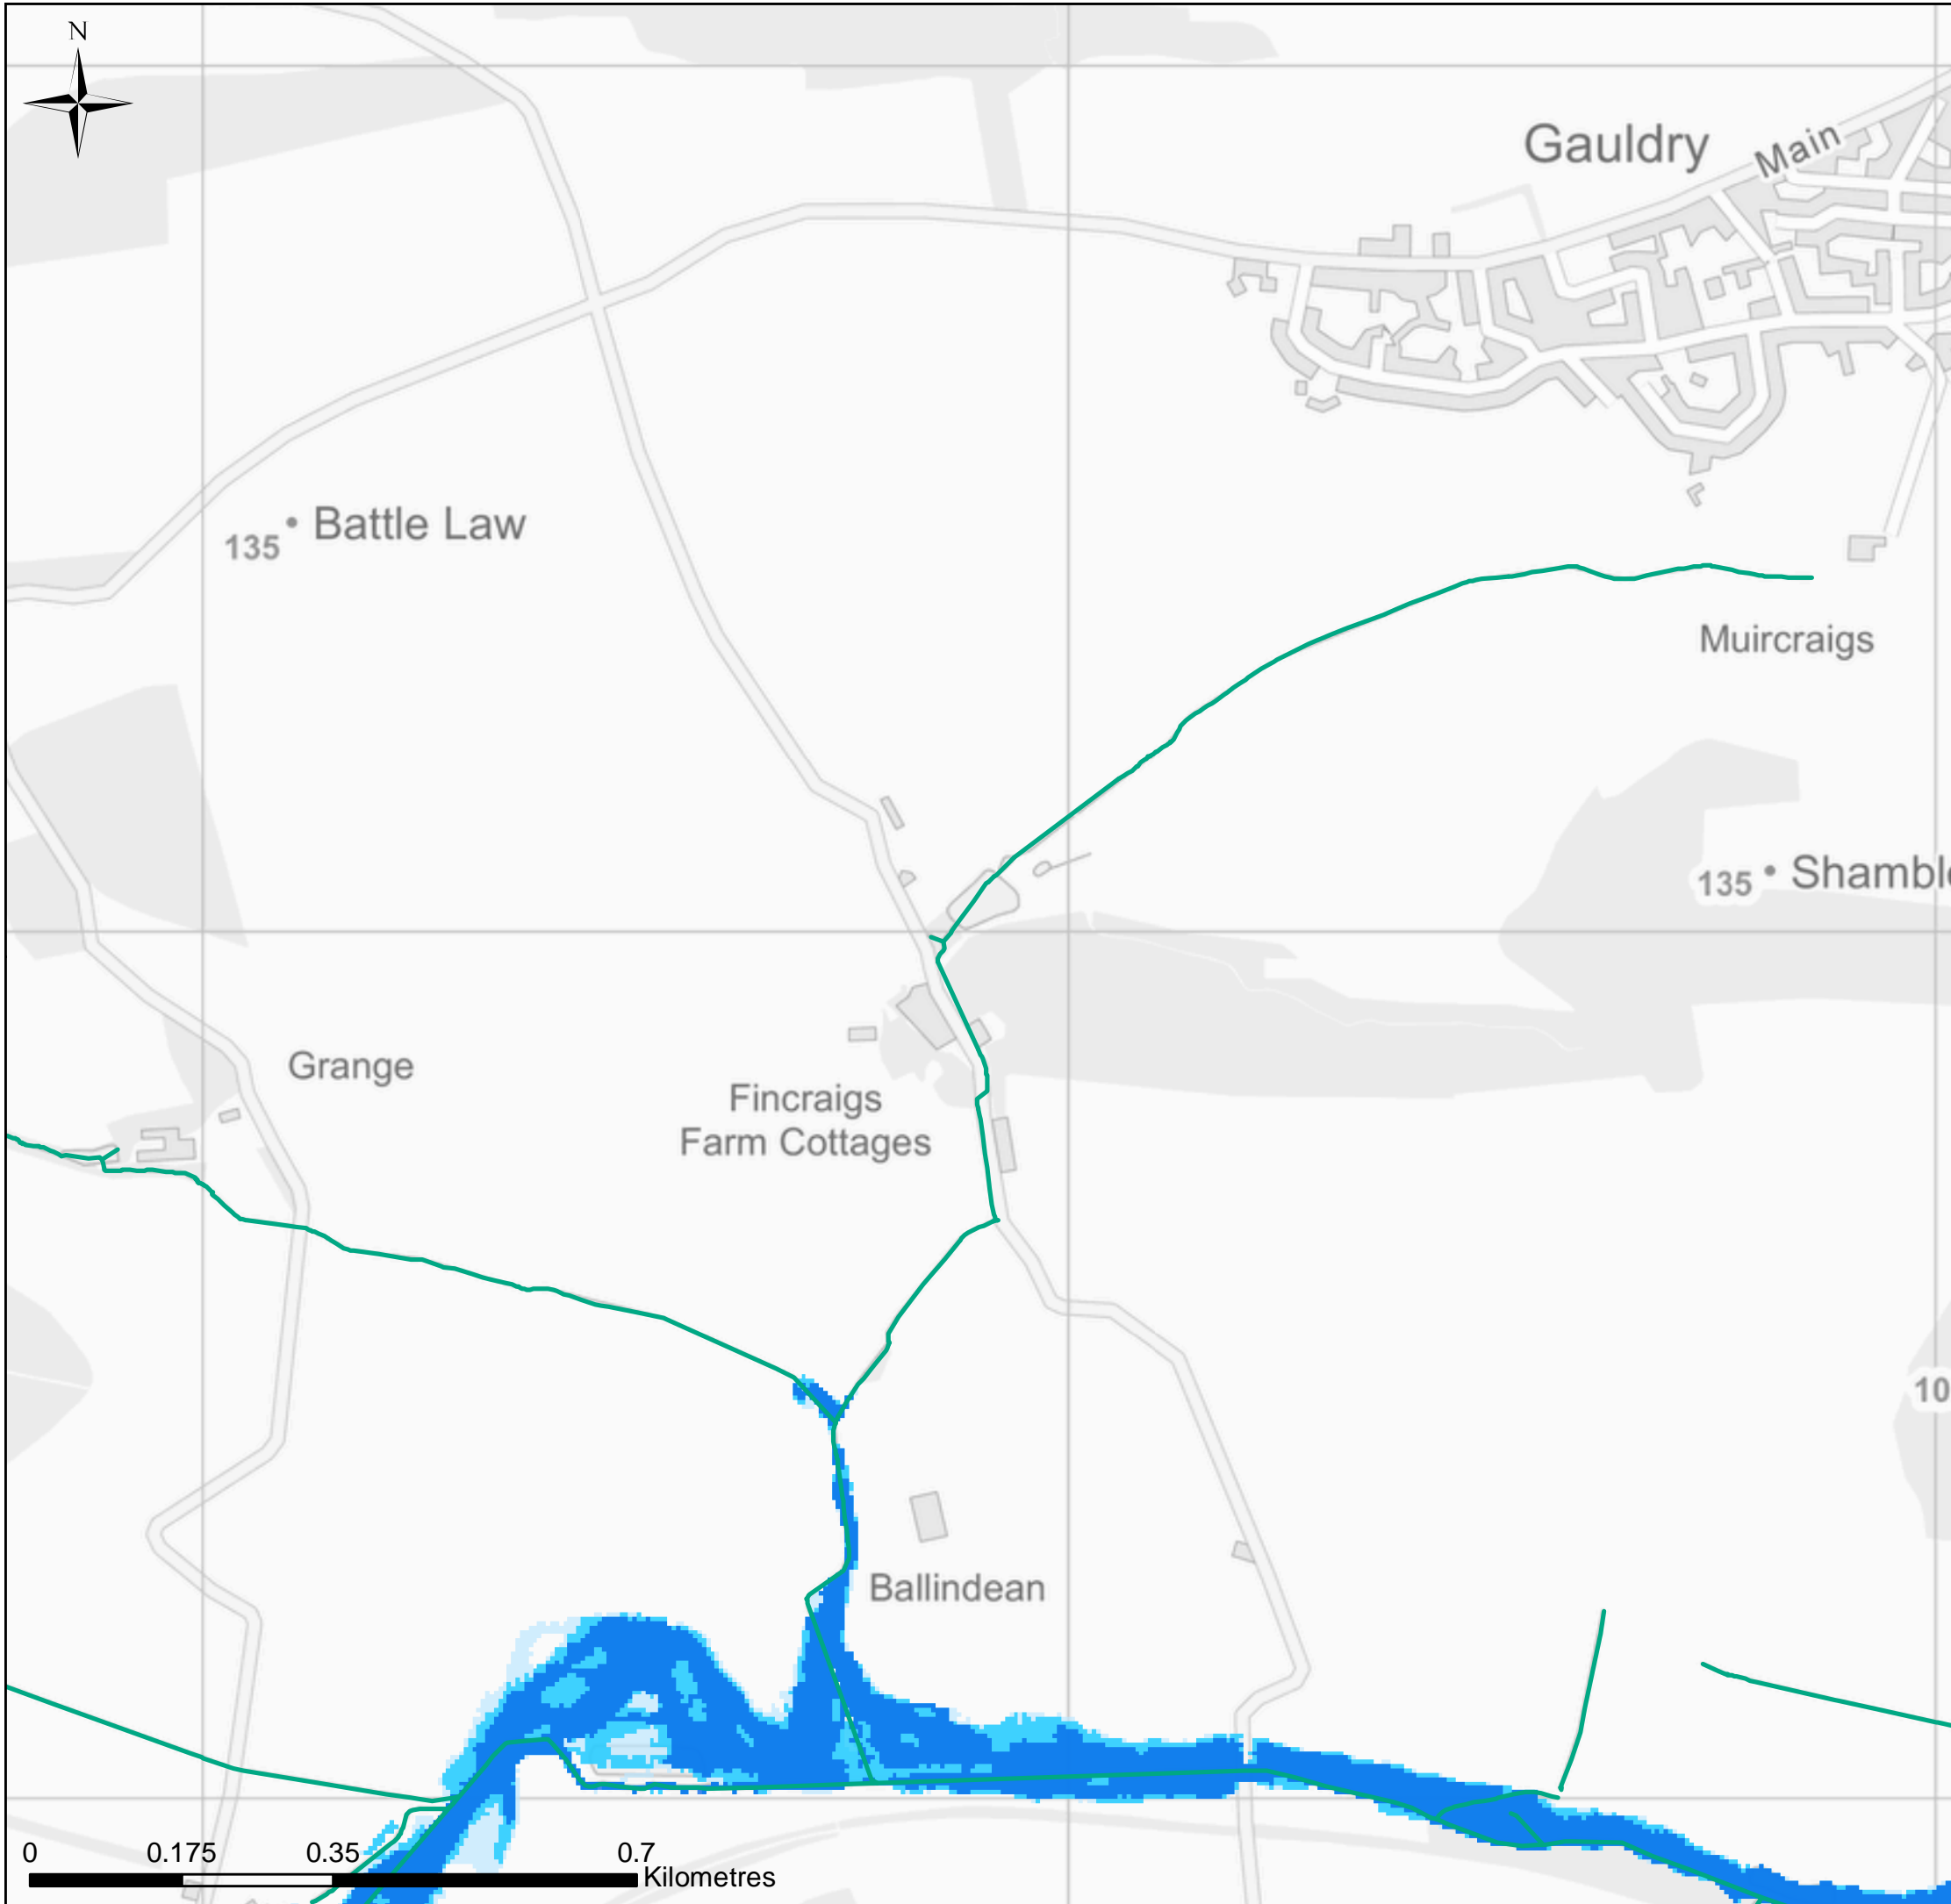 N
Gauldry
Main
135
Battle Law
Muircraigs
135
Grange
Fincraigs
Farm Cottages
10
Ballindean
0 0.175 0.35 0.7
Kilometres